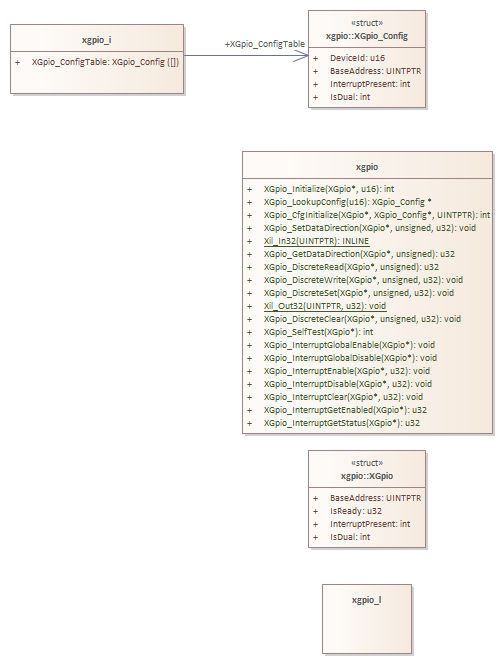 xgpio_i
+ XGpio_ConfigTable: XGpio_Config ([])
+XGpio_ConfigTable
«struct»
xgpio::XGpio_Config
+ DeviceId: u16
+ BaseAddress: UINTPTR
+ InterruptPresent: int
+ IsDual: int
xgpio
+ XGpio_Initialize(XGpio*, u16): int
+ XGpio_LookupConfig(u16): XGpio_Config *
+ XGpio_CfgInitialize(XGpio*, XGpio_Config*, UINTPTR): int
+ XGpio_SetDataDirection(XGpio*, unsigned, u32): void
+ Xil_In32(UINTPTR): INLINE
+ XGpio_GetDataDirection(XGpio*, unsigned): u32
+ XGpio_DiscreteRead(XGpio*, unsigned): u32
+ XGpio_DiscreteWrite(XGpio*, unsigned, u32): void
+ XGpio_DiscreteSet(XGpio*, unsigned, u32): void
+ Xil_Out32(UINTPTR, u32): void
+ XGpio_DiscreteClear(XGpio*, unsigned, u32): void
+ XGpio_SelfTest(XGpio*): int
+ XGpio_InterruptGlobalEnable(XGpio*): void
+ XGpio_InterruptGlobalDisable(XGpio*): void
+ XGpio_InterruptEnable(XGpio*, u32): void
+ XGpio_InterruptDisable(XGpio*, u32): void
+ XGpio_InterruptClear(XGpio*, u32): void
+ XGpio_InterruptGetEnabled(XGpio*): u32
+ XGpio_InterruptGetStatus(XGpio*): u32
«struct»
xgpio::XGpio
+ BaseAddress: UINTPTR
+ IsReady: u32
+ InterruptPresent: int
+ IsDual: int
xgpio_l